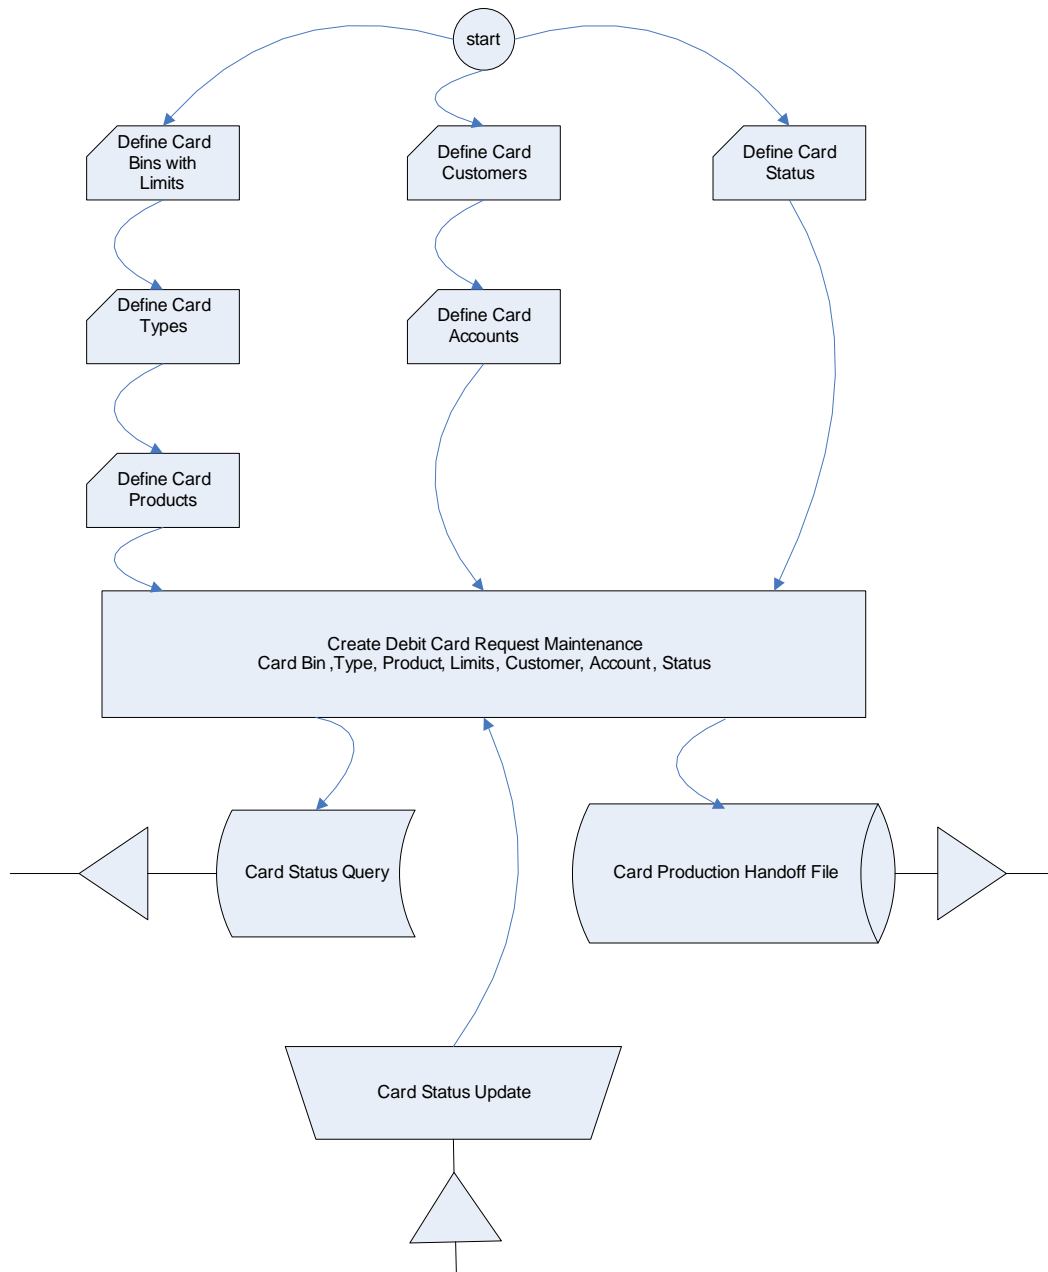 start
Define Card
Bins with
Limits
Define Card
Customers
Define Card
Status
Define Card
Types
Define Card
Accounts
Define Card
Products
Create Debit Card Request Maintenance
Card Bin ,Type, Product, Limits, Customer, Account, Status
Card Status Query
Card Production Handoff File
Card Status Update